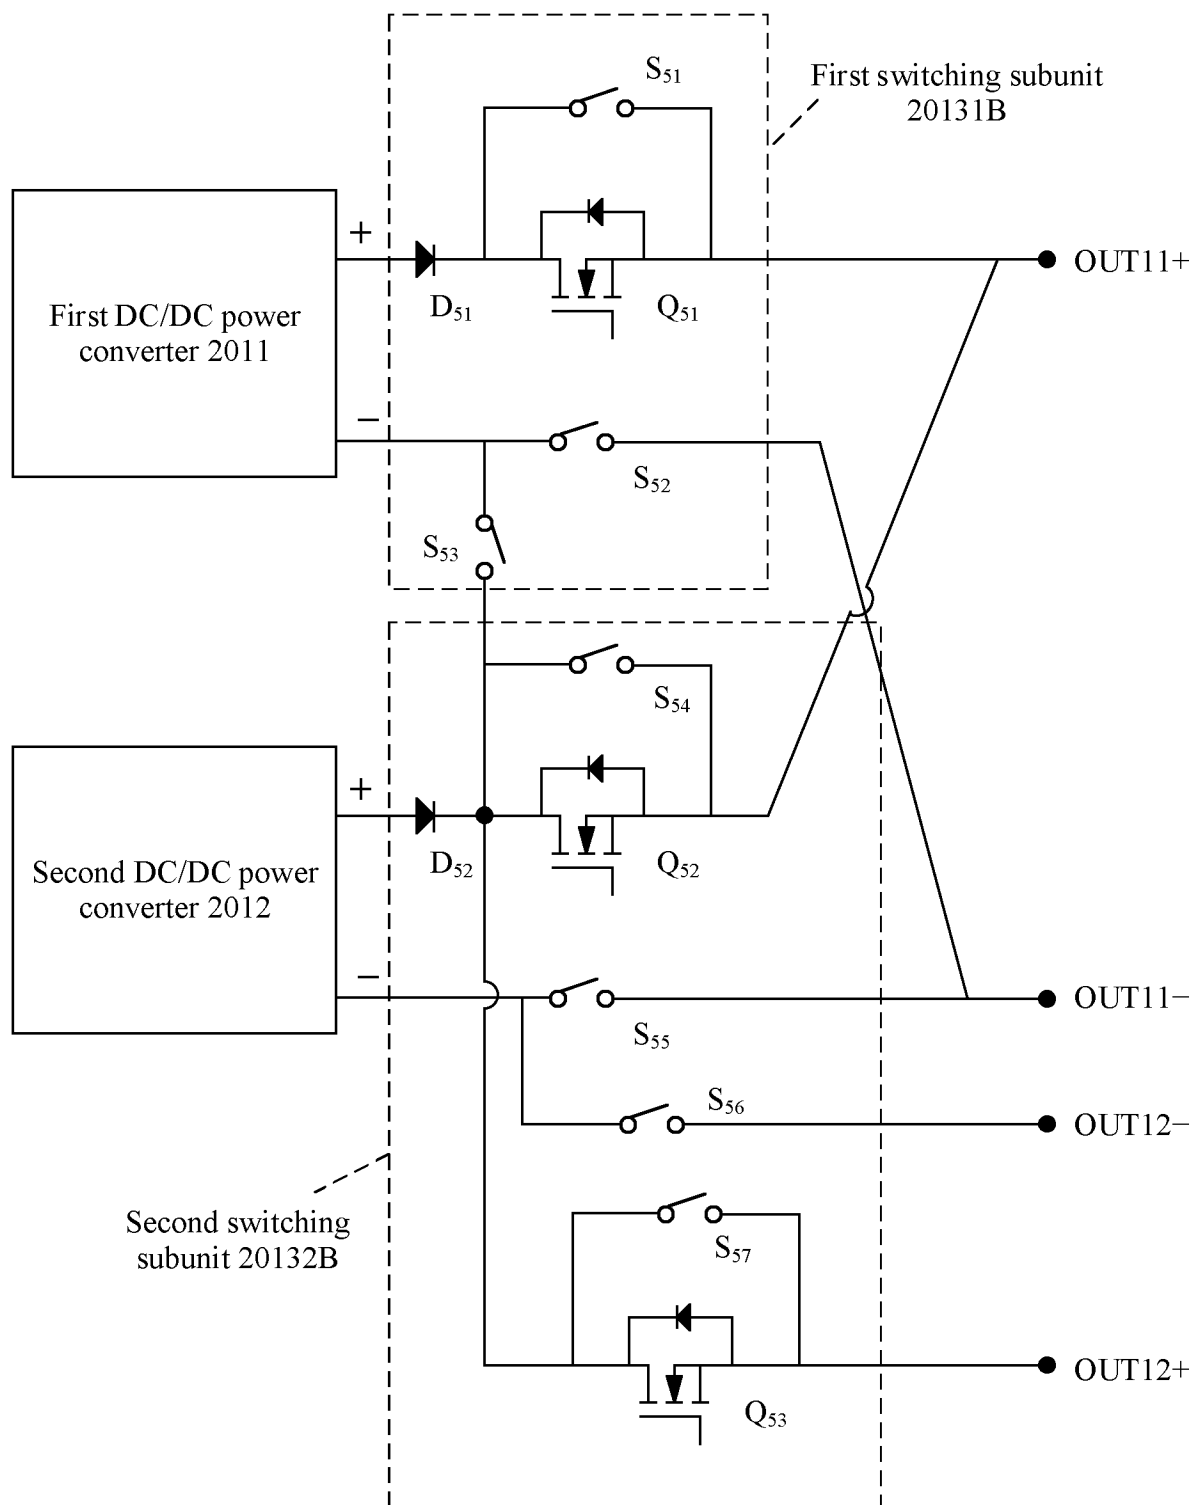 S51
First switching subunit
20131B
+
OUT11+
D51
Q51
First DC/DC power
converter 2011
−
S52
S53
S54
+
D52
Q52
Second DC/DC power
converter 2012
−
OUT11−
S55
S56
OUT12−
Second switching
subunit 20132B
S57
OUT12+
Q53